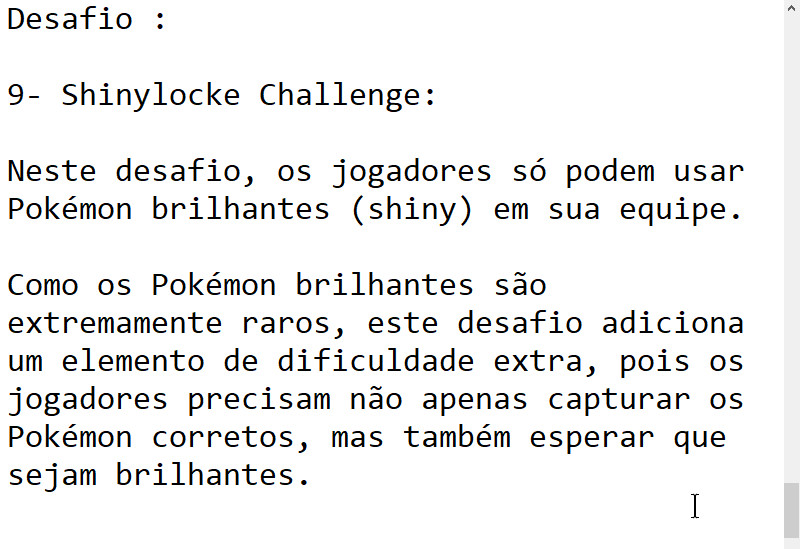 Desafio :
9- Shinylocke Challenge:
Neste desafio, os jogadores só podem usar
Pokémon brilhantes (shiny) em sua equipe.
Como os Pokémon brilhantes são
extremamente raros, este desafio adiciona
um elemento de dificuldade extra, pois os
jogadores precisam não apenas capturar os
Pokémon corretos, mas também esperar que
sejam brilhantes.